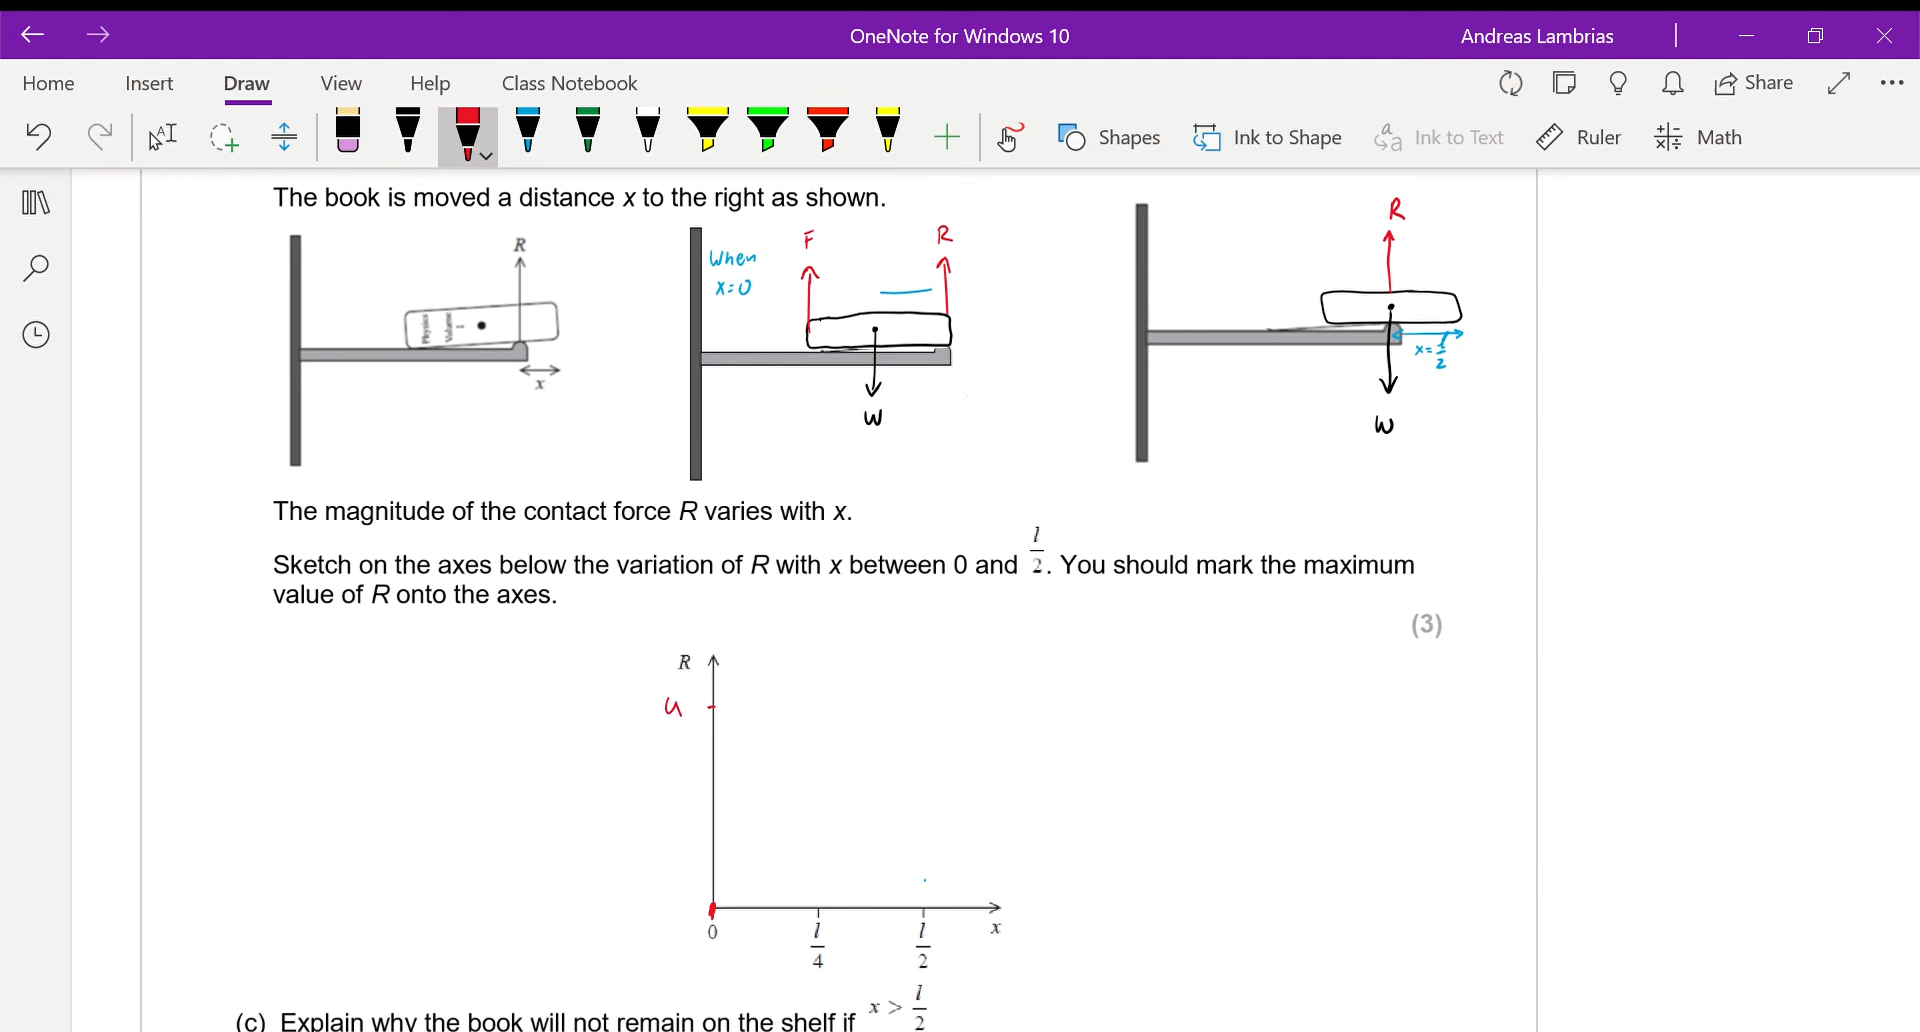 OneNote for Windows 10
Andreas Lambrias
Home Insert Draw View Help Class Notebook
Share
Shapes Ink to Shape Ink to Text Ruler Math
The book is moved a distance x to the right as shown.
R
Physics
Volume
I
x
When
x=0
F
R
W
R
x=l/2
W
The magnitude of the contact force R varies with x.
Sketch on the axes below the variation of R with x between 0 and l/2. You should mark the maximum
value of R onto the axes.
(3)
R
0
l/4
l/2
x
(c) Explain why the book will not remain on the shelf if x > l/2